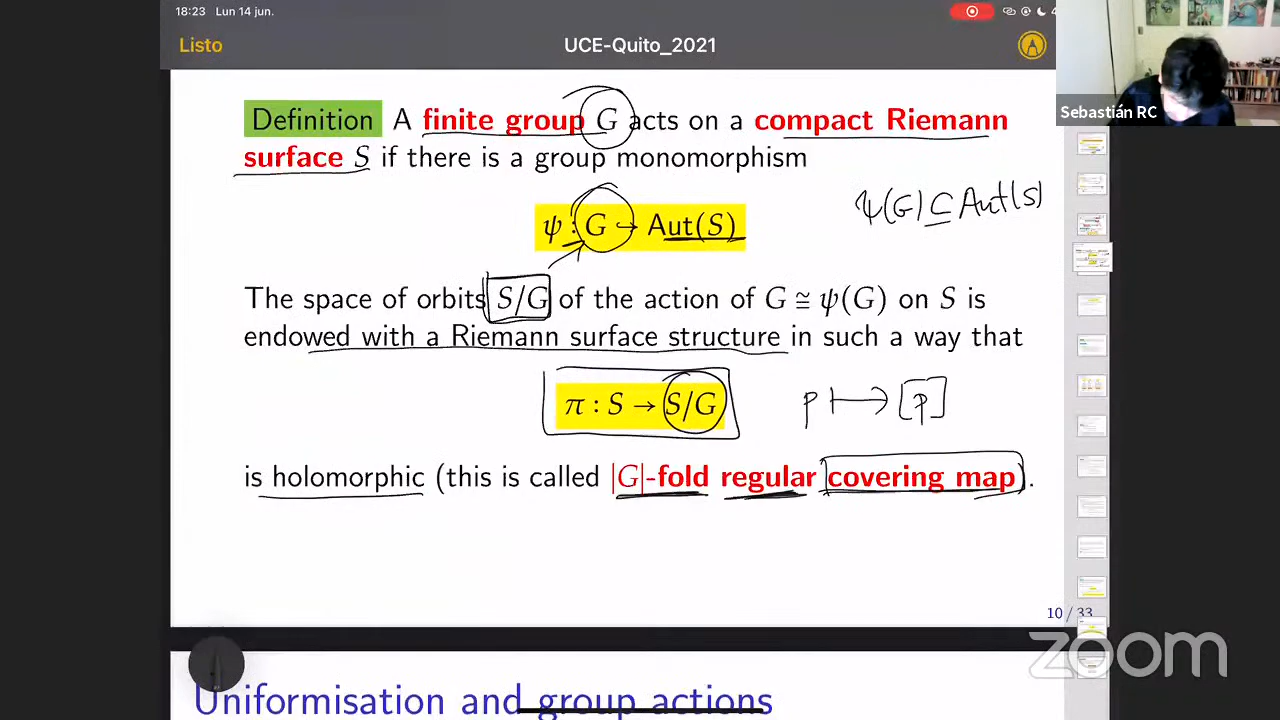 18:23 Lun 14 jun.
Listo
UCE-Quito_2021
Sebastián RC
Definition A finite group G acts on a compact Riemann
surface S if there is a group monomorphism
ψ : G → Aut(S)
ψ(G) ⊆ Aut(S)
The space of orbits S/G of the action of G ≅ ψ(G) on S is
endowed with a Riemann surface structure in such a way that
π : S → S/G
p ↦ [p]
is holomorphic (this is called |G|-fold regular covering map).
10 / 33
zoom
Uniformisation and group actions